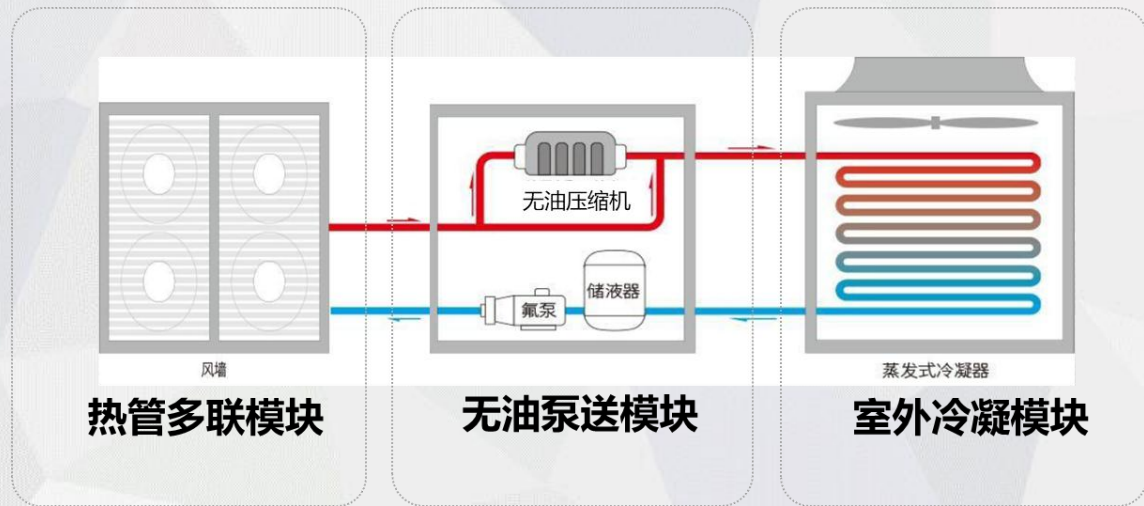 无油压缩机
储液器
氟泵
风墙
蒸发式冷凝器
热管多联模块
无油泵送模块
室外冷凝模块